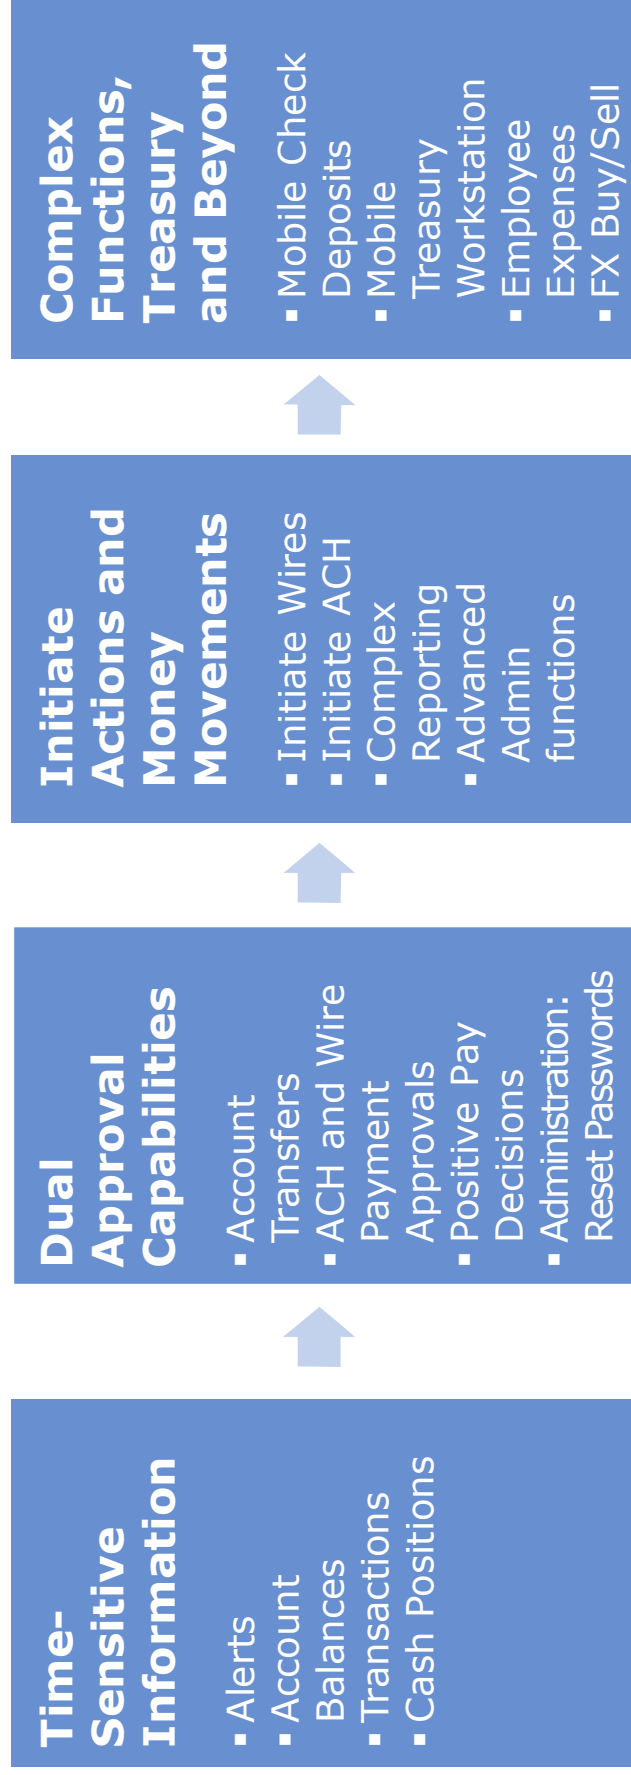 Time-
Sensitive
Information
▪ Alerts
▪ Account
Balances
▪ Transactions
▪ Cash Positions
Dual
Approval
Capabilities
▪ Account
Transfers
▪ ACH and Wire
Payment
Approvals
▪ Positive Pay
Decisions
▪ Administration:
Reset Passwords
Initiate
Actions and
Money
Movements
▪ Initiate Wires
▪ Initiate ACH
▪ Complex
Reporting
▪ Advanced
Admin
functions
Complex
Functions,
Treasury
and Beyond
▪ Mobile Check
Deposits
▪ Mobile
Treasury
Workstation
▪ Employee
Expenses
▪ FX Buy/Sell